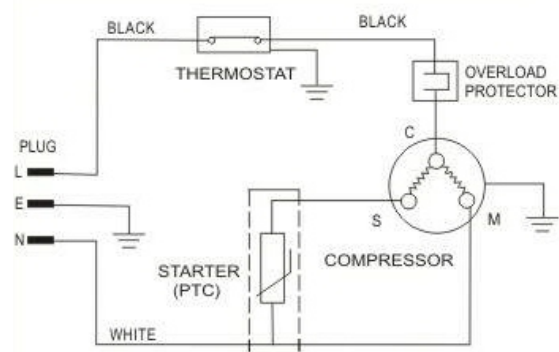 BLACK
BLACK
THERMOSTAT
OVERLOAD
PROTECTOR
PLUG
L
E
N
C
S
M
STARTER
(PTC)
COMPRESSOR
WHITE